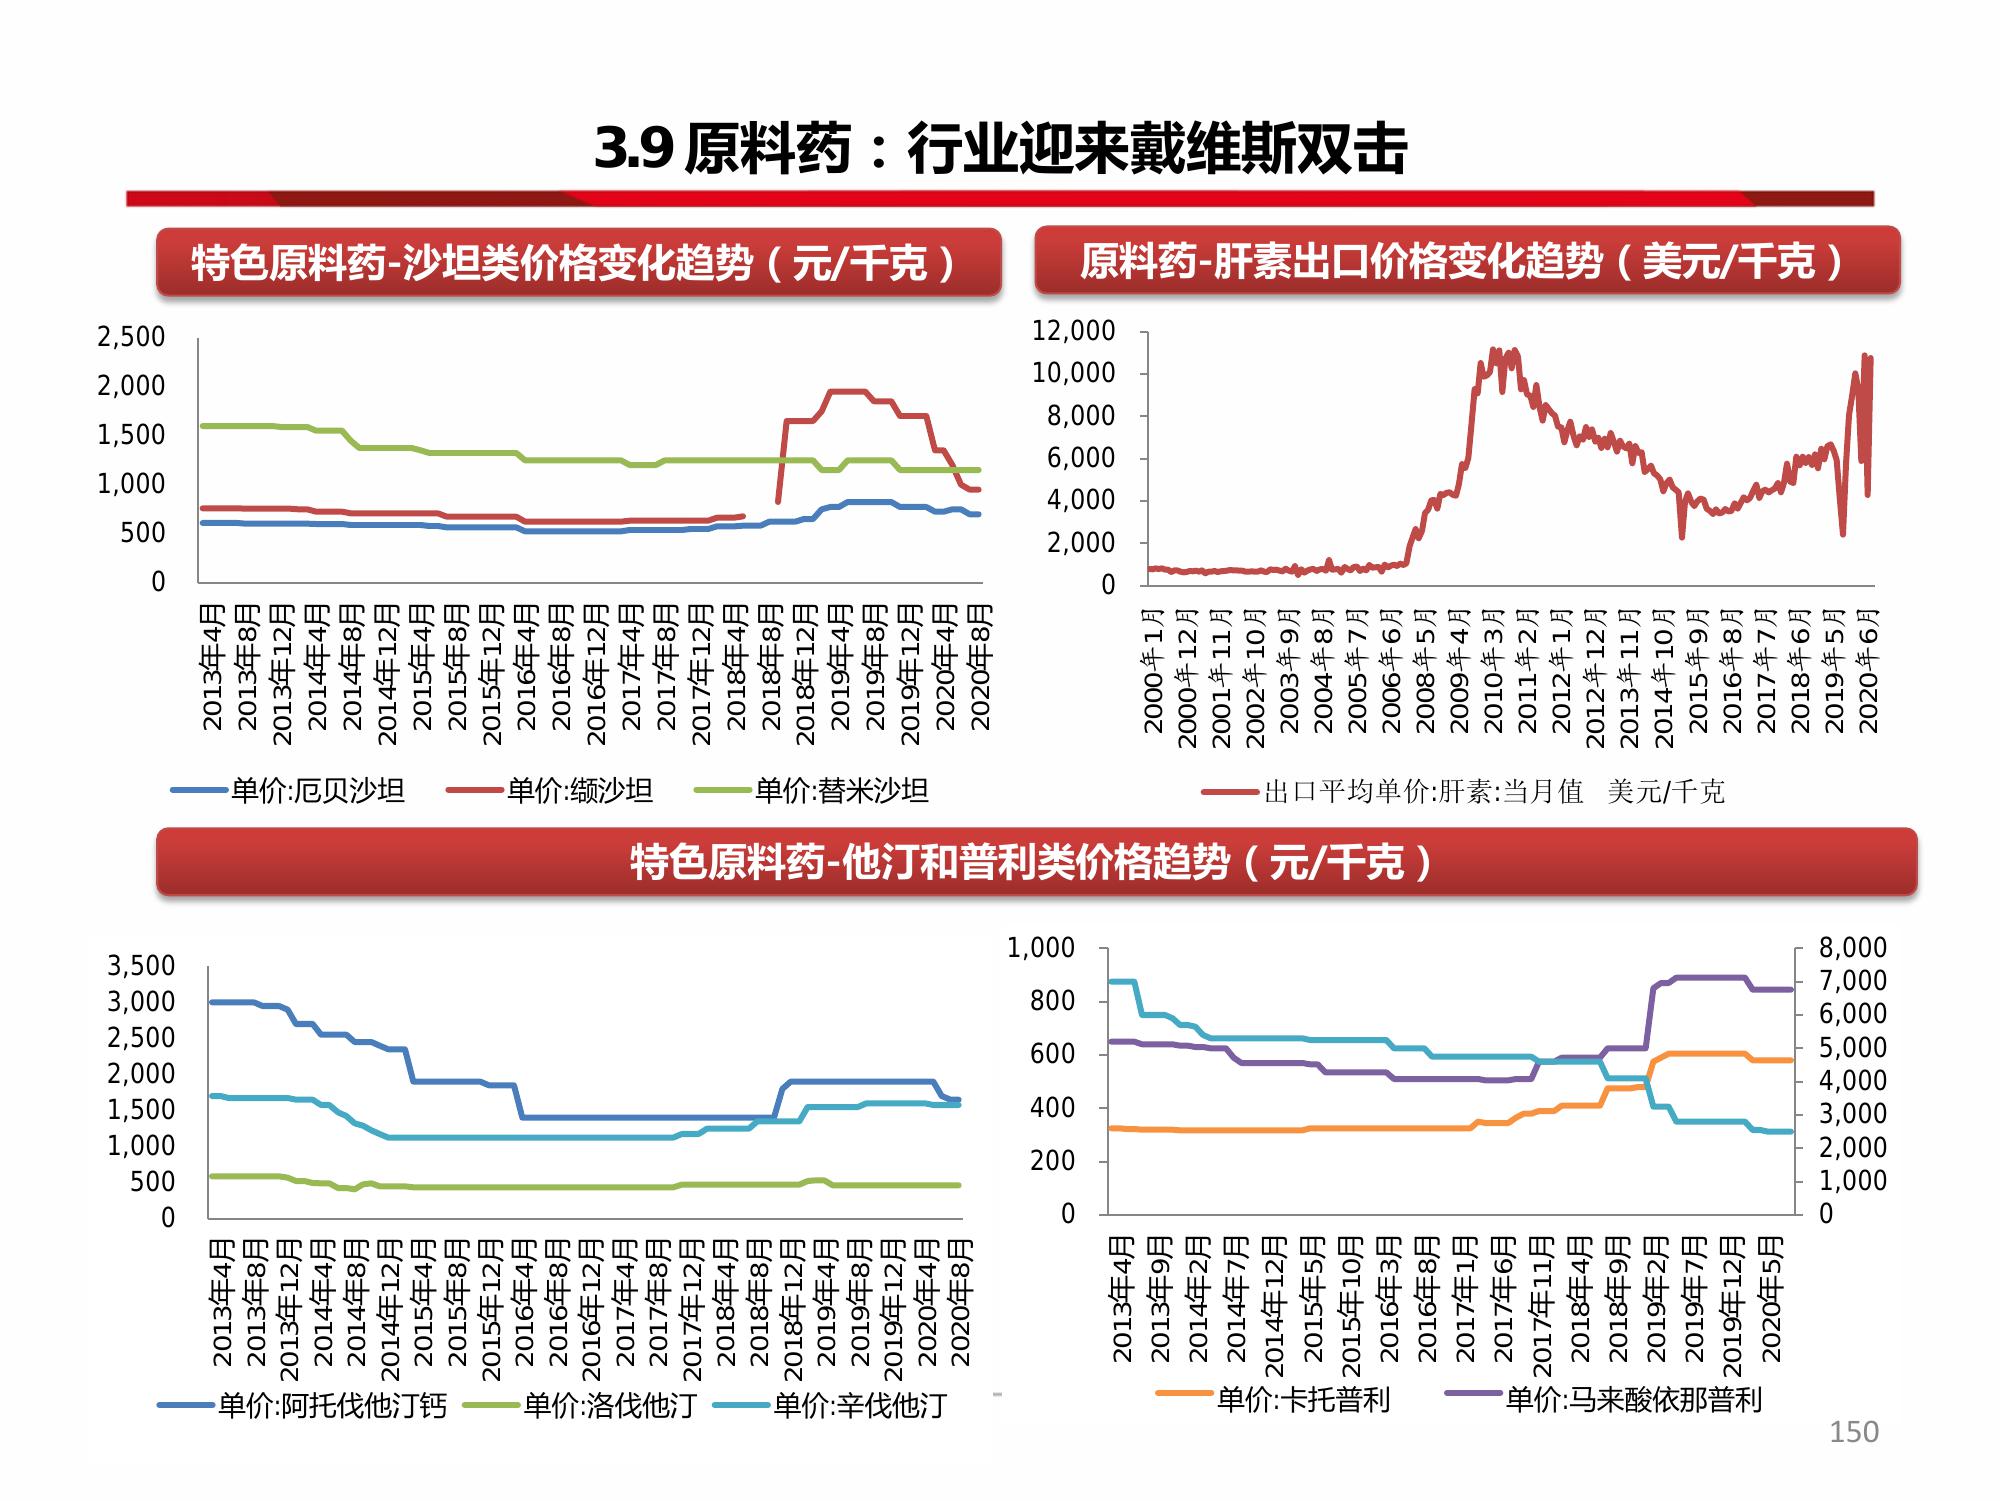 3.9 原料药：行业迎来戴维斯双击
特色原料药-沙坦类价格变化趋势（元/千克）
2,500
2,000
1,500
1,000
500
0
2013年4月
2013年8月
2013年12月
2014年4月
2014年8月
2014年12月
2015年4月
2015年8月
2015年12月
2016年4月
2016年8月
2016年12月
2017年4月
2017年8月
2017年12月
2018年4月
2018年8月
2018年12月
2019年4月
2019年8月
2019年12月
2020年4月
2020年8月
单价:厄贝沙坦
单价:缬沙坦
单价:替米沙坦
原料药-肝素出口价格变化趋势（美元/千克）
12,000
10,000
8,000
6,000
4,000
2,000
0
2000年1月
2000年12月
2001年11月
2002年10月
2003年9月
2004年8月
2005年7月
2006年6月
2008年5月
2009年4月
2010年3月
2011年2月
2012年1月
2012年12月
2013年11月
2014年10月
2015年9月
2016年8月
2017年7月
2018年6月
2019年5月
2020年6月
出口平均单价:肝素:当月值 美元/千克
特色原料药-他汀和普利类价格趋势（元/千克）
3,500
3,000
2,500
2,000
1,500
1,000
500
0
2013年4月
2013年8月
2013年12月
2014年4月
2014年8月
2014年12月
2015年4月
2015年8月
2015年12月
2016年4月
2016年8月
2016年12月
2017年4月
2017年8月
2017年12月
2018年4月
2018年8月
2018年12月
2019年4月
2019年8月
2019年12月
2020年4月
2020年8月
单价:阿托伐他汀钙
单价:洛伐他汀
单价:辛伐他汀
1,000
800
600
400
200
0
8,000
7,000
6,000
5,000
4,000
3,000
2,000
1,000
0
2013年4月
2013年9月
2014年2月
2014年7月
2014年12月
2015年5月
2015年10月
2016年3月
2016年8月
2017年1月
2017年6月
2017年11月
2018年4月
2018年9月
2019年2月
2019年7月
2019年12月
2020年5月
单价:卡托普利
单价:马来酸依那普利
150